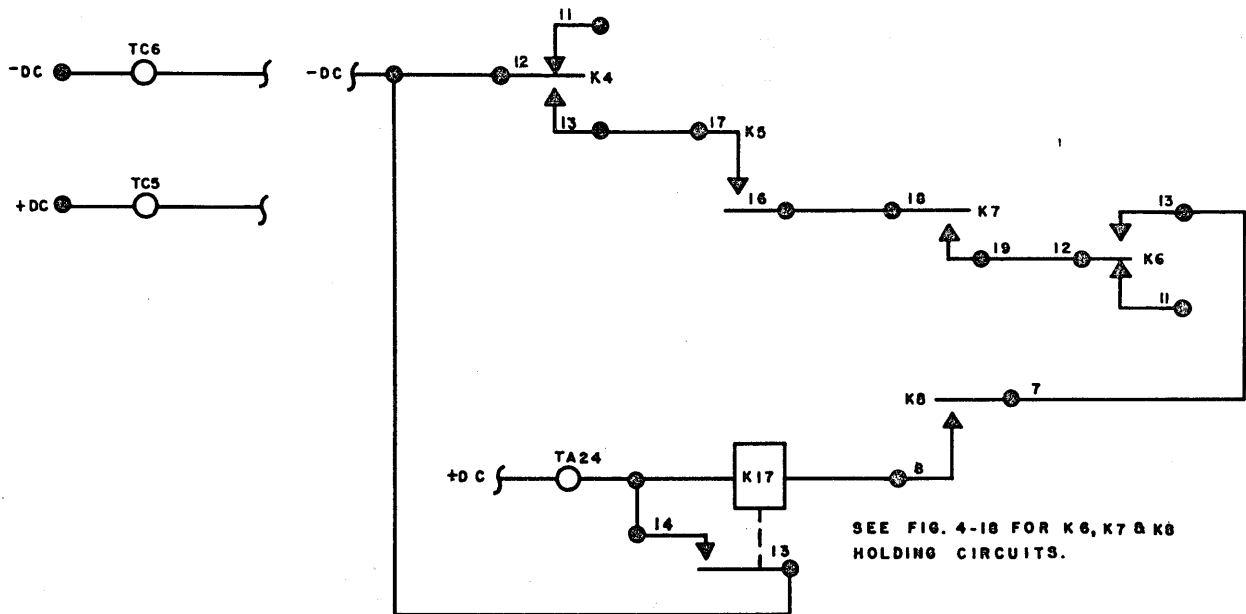 11
TC6
-DC
-DC
12
K4
13
17
K5
TC5
+DC
16
18
K7
13
19
12
K6
11
K8
7
TA24
+DC
K17
8
14
13
SEE FIG. 4-18 FOR K6, K7 & K8
HOLDING CIRCUITS.